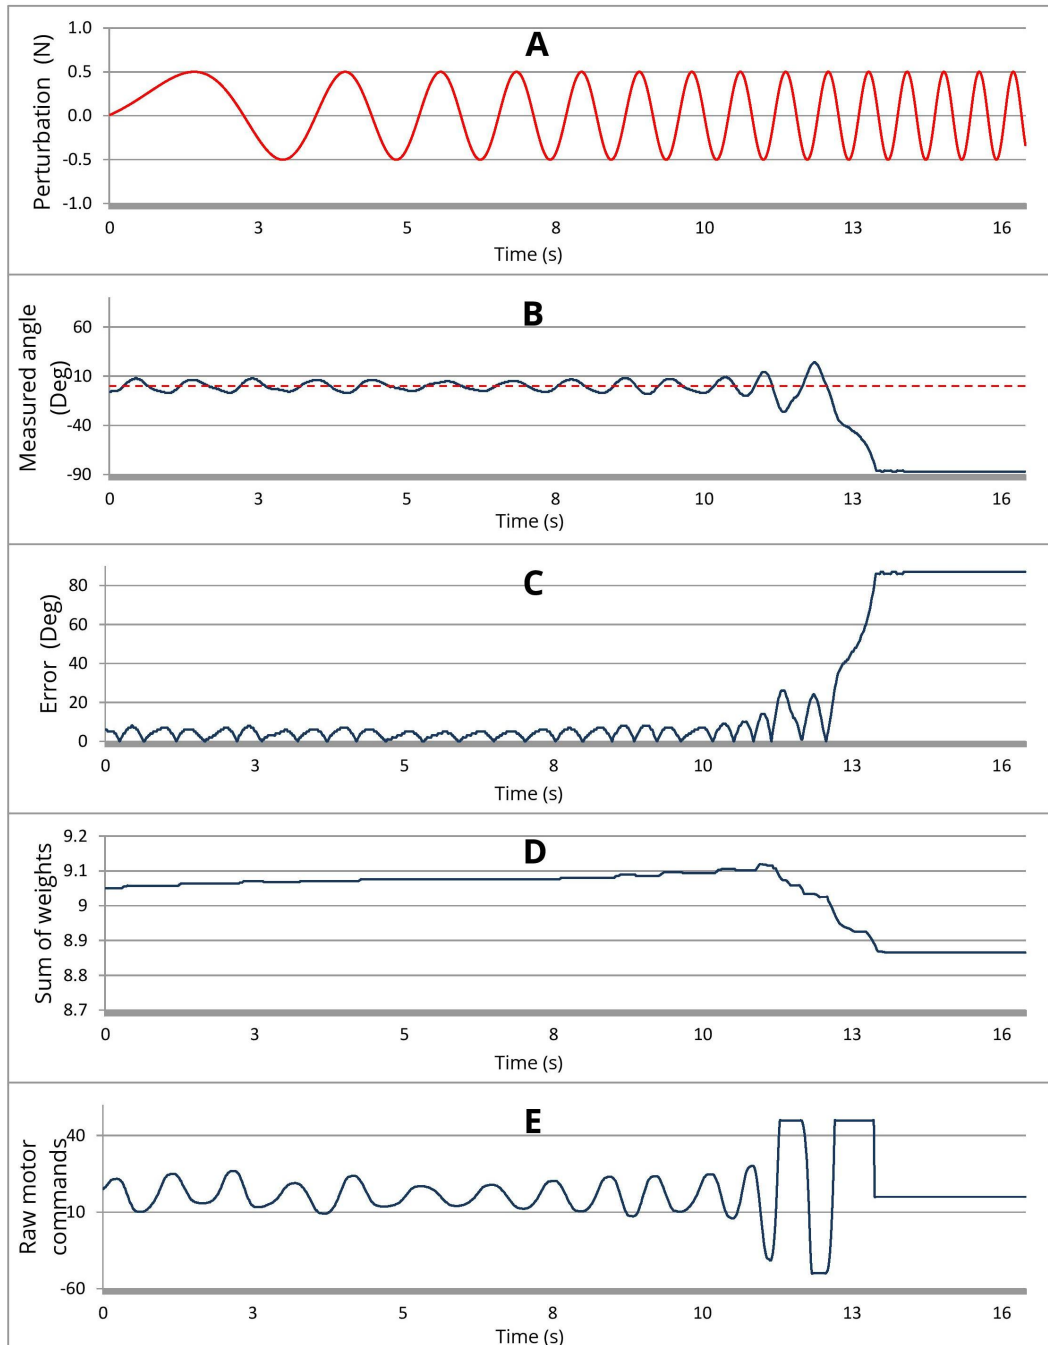 A
Perturbation (N)
1.0
0.5
0.0
-0.5
-1.0
0 3 5 8 10 13 16
Time (s)
B
Measured angle
(Deg)
60
10
-40
-90
0 3 5 8 10 13 16
Time (s)
C
Error (Deg)
80
60
40
20
0
0 3 5 8 10 13 16
Time (s)
D
Sum of weights
9.2
9.1
9
8.9
8.8
8.7
0 3 5 8 10 13 16
Time (s)
E
Raw motor
commands
40
-10
-60
0 3 5 8 10 13 16
Time (s)